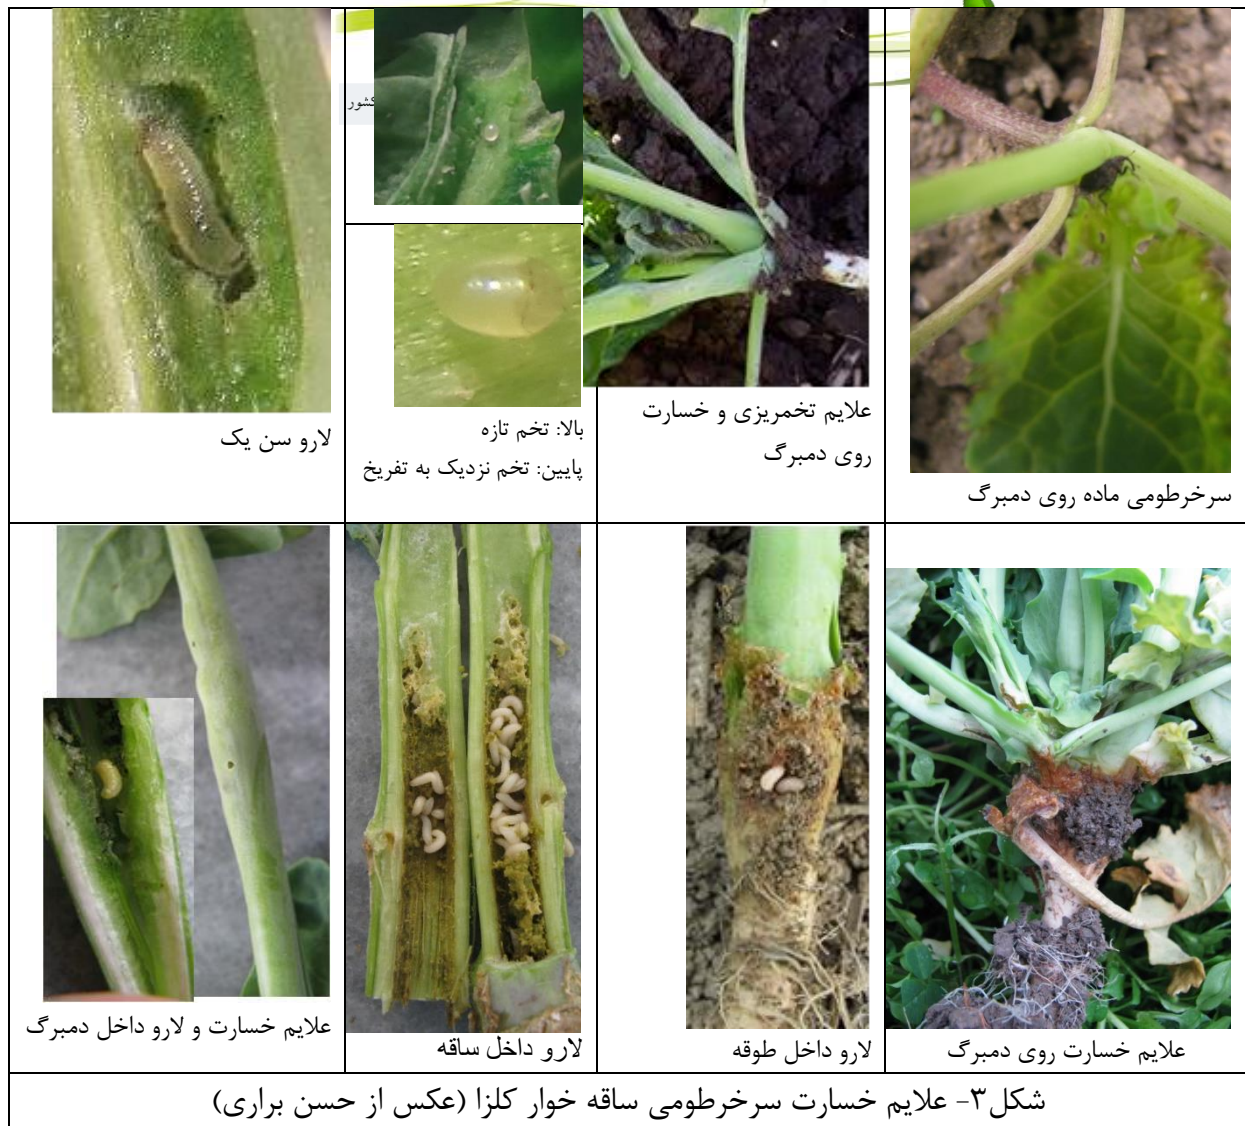 کشور
سرخرطومی ماده روی دمبرگ
علایم تخمریزی و خسارت
روی دمبرگ
بالا: تخم تازه
پایین: تخم نزدیک به تفریخ
لارو سن یک
علایم خسارت روی دمبرگ
لارو داخل طوقه
لارو داخل ساقه
علایم خسارت و لارو داخل دمبرگ
شکل۳- علایم خسارت سرخرطومی ساقه خوار کلزا (عکس از حسن براری)